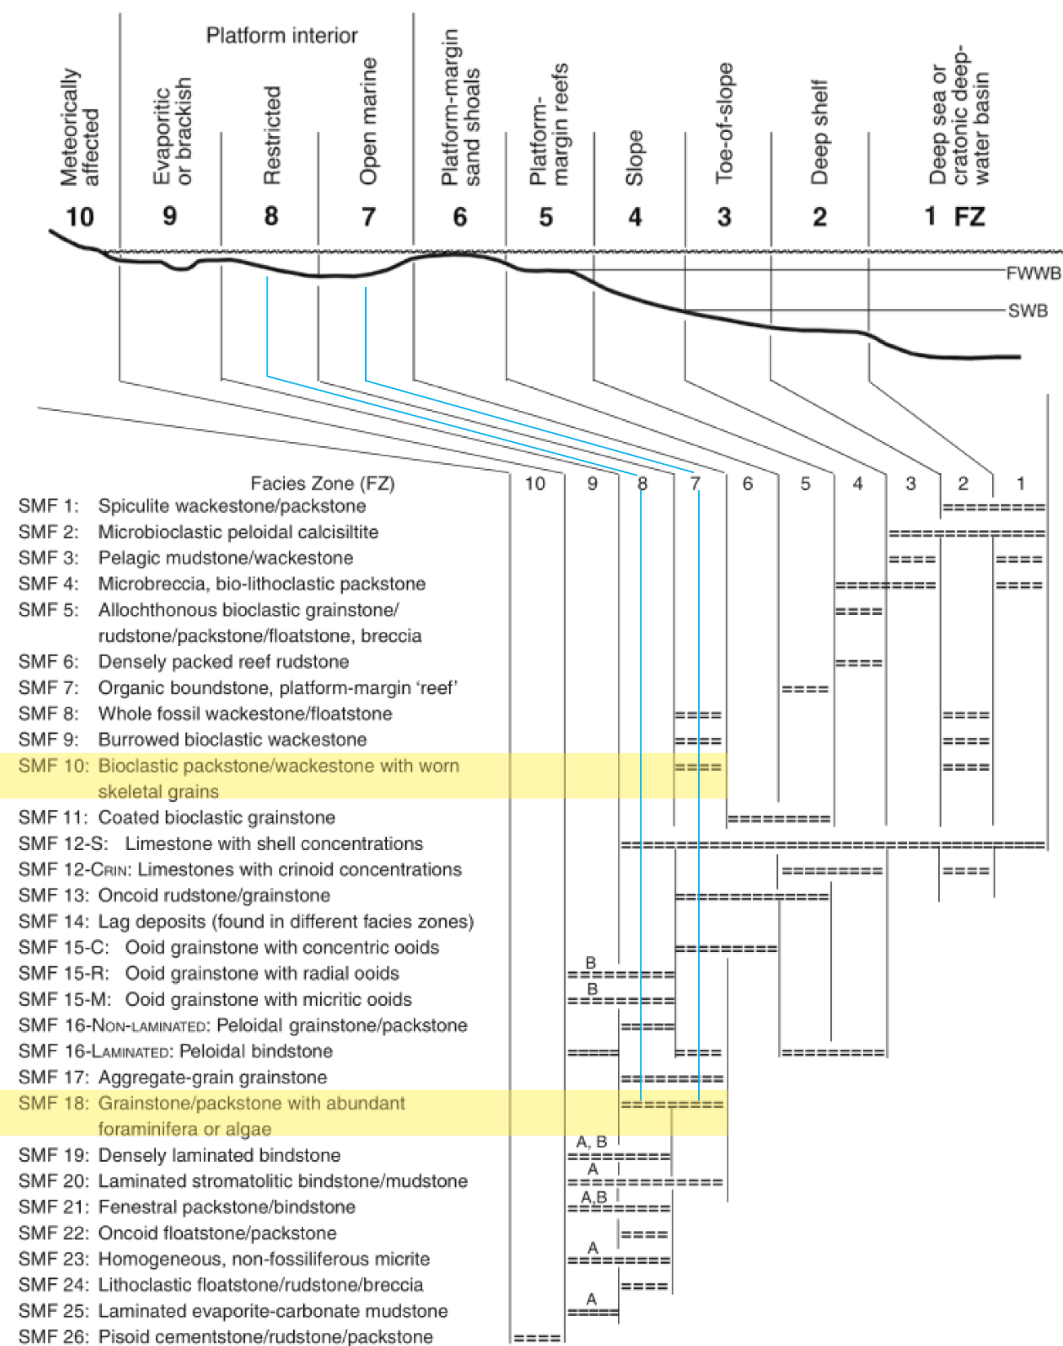 Platform interior
Meteorically
affected
Evaporitic
or brackish
Restricted
Open marine
Platform-margin
sand shoals
Platform-
margin reefs
Slope
Toe-of-slope
Deep shelf
Deep sea or
cratonic deep-
water basin
10 9 8 7 6 5 4 3 2 1 FZ
FWWB
SWB
Facies Zone (FZ) 10 9 8 7 6 5 4 3 2 1
SMF 1: Spiculite wackestone/packstone
SMF 2: Microbioclastic peloidal calcisiltite
SMF 3: Pelagic mudstone/wackestone
SMF 4: Microbreccia, bio-lithoclastic packstone
SMF 5: Allochthonous bioclastic grainstone/
rudstone/packstone/floatstone, breccia
SMF 6: Densely packed reef rudstone
SMF 7: Organic boundstone, platform-margin ‘reef’
SMF 8: Whole fossil wackestone/floatstone
SMF 9: Burrowed bioclastic wackestone
SMF 10: Bioclastic packstone/wackestone with worn
skeletal grains
SMF 11: Coated bioclastic grainstone
SMF 12-S: Limestone with shell concentrations
SMF 12-CRIN: Limestones with crinoid concentrations
SMF 13: Oncoid rudstone/grainstone
SMF 14: Lag deposits (found in different facies zones)
SMF 15-C: Ooid grainstone with concentric ooids
SMF 15-R: Ooid grainstone with radial ooids B
SMF 15-M: Ooid grainstone with micritic ooids B
SMF 16-NON-LAMINATED: Peloidal grainstone/packstone
SMF 16-LAMINATED: Peloidal bindstone
SMF 17: Aggregate-grain grainstone
SMF 18: Grainstone/packstone with abundant
foraminifera or algae
SMF 19: Densely laminated bindstone A, B
SMF 20: Laminated stromatolitic bindstone/mudstone A
SMF 21: Fenestral packstone/bindstone A,B
SMF 22: Oncoid floatstone/packstone
SMF 23: Homogeneous, non-fossiliferous micrite A
SMF 24: Lithoclastic floatstone/rudstone/breccia
SMF 25: Laminated evaporite-carbonate mudstone A
SMF 26: Pisoid cementstone/rudstone/packstone